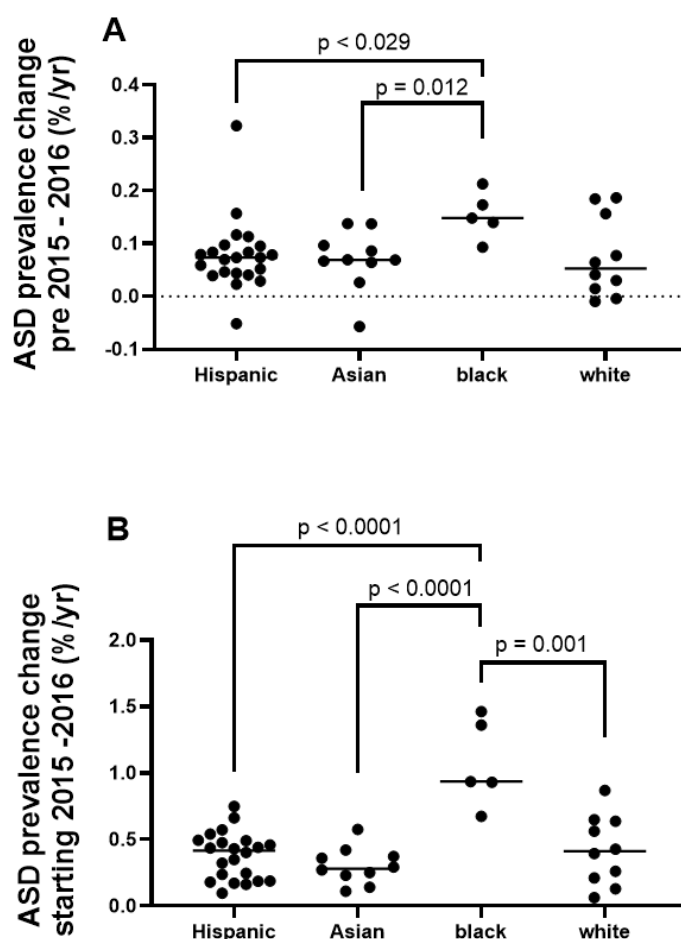 A
p < 0.029
p = 0.012
ASD prevalence change
pre 2015 - 2016 (%/yr)
0.4
0.3
0.2
0.1
0.0
-0.1
Hispanic Asian black white
B
p < 0.0001
p < 0.0001
p = 0.001
ASD prevalence change
starting 2015 -2016 (%/yr)
2.0
1.5
1.0
0.5
0.0
Hispanic Asian black white